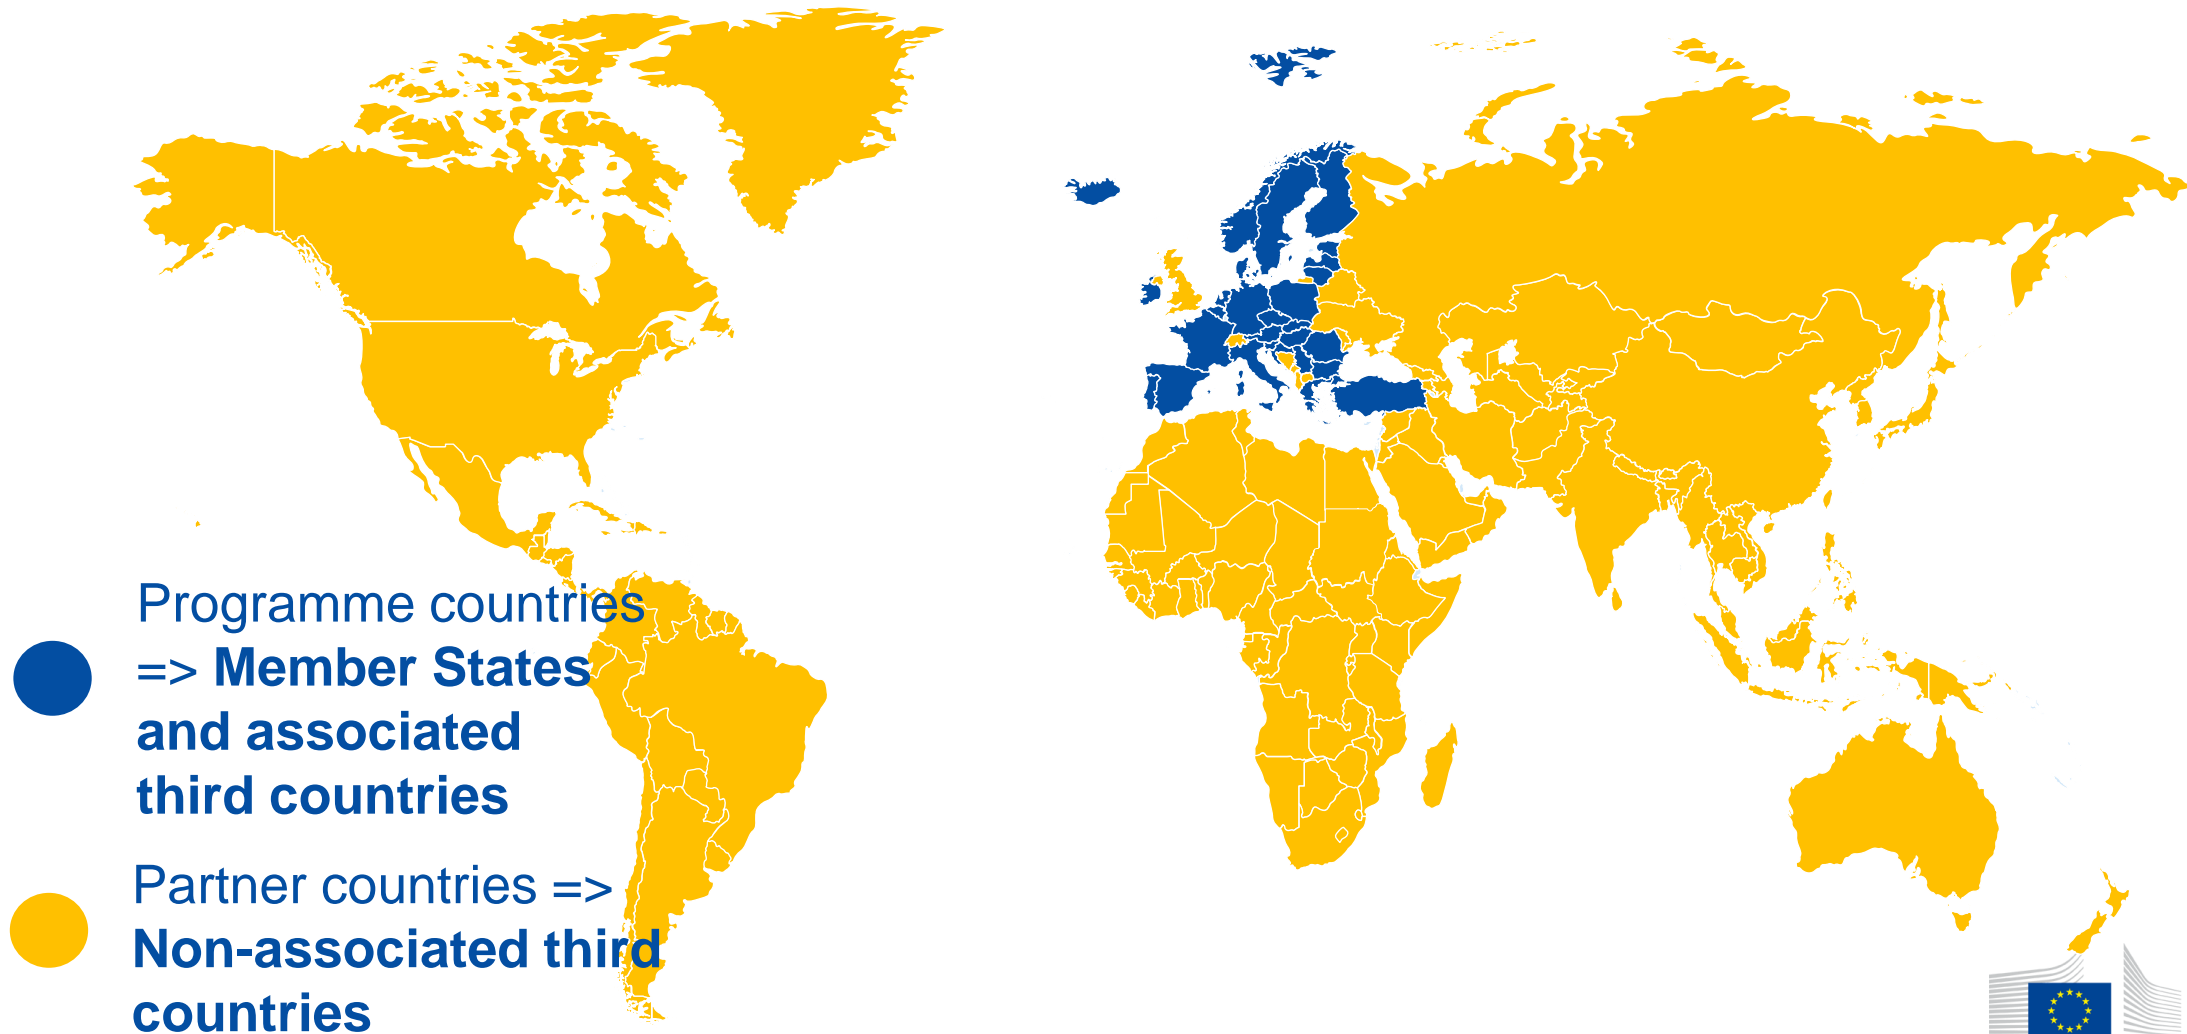 Programme countries
=> Member States
and associated
third countries
Partner countries =>
Non-associated third
countries